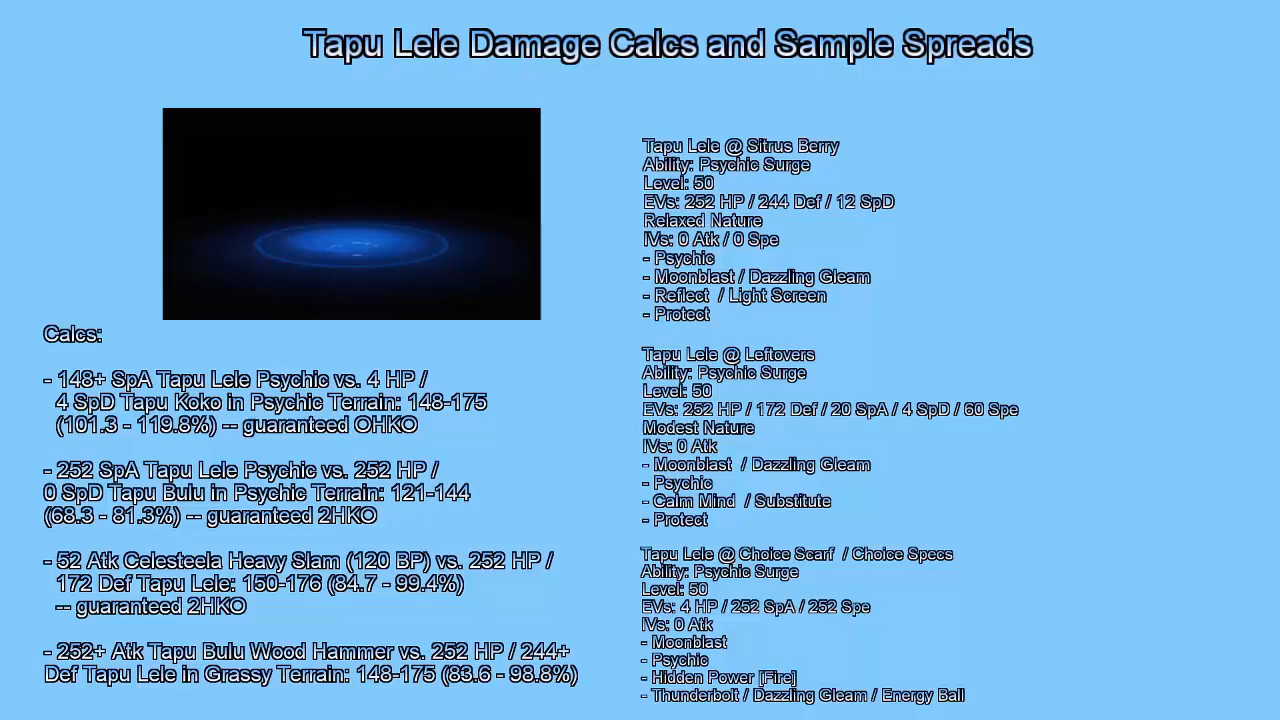 Tapu Lele Damage Calcs and Sample Spreads
Calcs:
- 148+ SpA Tapu Lele Psychic vs. 4 HP /
4 SpD Tapu Koko in Psychic Terrain: 148-175
(101.3 - 119.8%) -- guaranteed OHKO
- 252 SpA Tapu Lele Psychic vs. 252 HP /
0 SpD Tapu Bulu in Psychic Terrain: 121-144
(68.3 - 81.3%) -- guaranteed 2HKO
- 52 Atk Celesteela Heavy Slam (120 BP) vs. 252 HP /
172 Def Tapu Lele: 150-176 (84.7 - 99.4%)
-- guaranteed 2HKO
- 252+ Atk Tapu Bulu Wood Hammer vs. 252 HP / 244+
Def Tapu Lele in Grassy Terrain: 148-175 (83.6 - 98.8%)
Tapu Lele @ Sitrus Berry
Ability: Psychic Surge
Level: 50
EVs: 252 HP / 244 Def / 12 SpD
Relaxed Nature
IVs: 0 Atk / 0 Spe
- Psychic
- Moonblast / Dazzling Gleam
- Reflect / Light Screen
- Protect
Tapu Lele @ Leftovers
Ability: Psychic Surge
Level: 50
EVs: 252 HP / 172 Def / 20 SpA / 4 SpD / 60 Spe
Modest Nature
IVs: 0 Atk
- Moonblast / Dazzling Gleam
- Psychic
- Calm Mind / Substitute
- Protect
Tapu Lele @ Choice Scarf / Choice Specs
Ability: Psychic Surge
Level: 50
EVs: 4 HP / 252 SpA / 252 Spe
IVs: 0 Atk
- Moonblast
- Psychic
- Hidden Power [Fire]
- Thunderbolt / Dazzling Gleam / Energy Ball